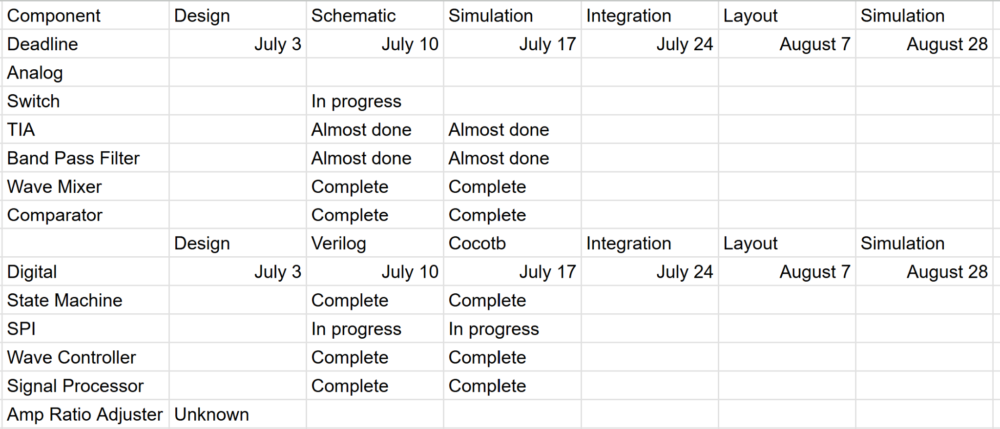 Component Design Schematic Simulation Integration Layout Simulation
Deadline July 3 July 10 July 17 July 24 August 7 August 28
Analog
Switch In progress
TIA Almost done Almost done
Band Pass Filter Almost done Almost done
Wave Mixer Complete Complete
Comparator Complete Complete
Design Verilog Cocotb Integration Layout Simulation
Digital July 3 July 10 July 17 July 24 August 7 August 28
State Machine Complete Complete
SPI In progress In progress
Wave Controller Complete Complete
Signal Processor Complete Complete
Amp Ratio Adjuster Unknown